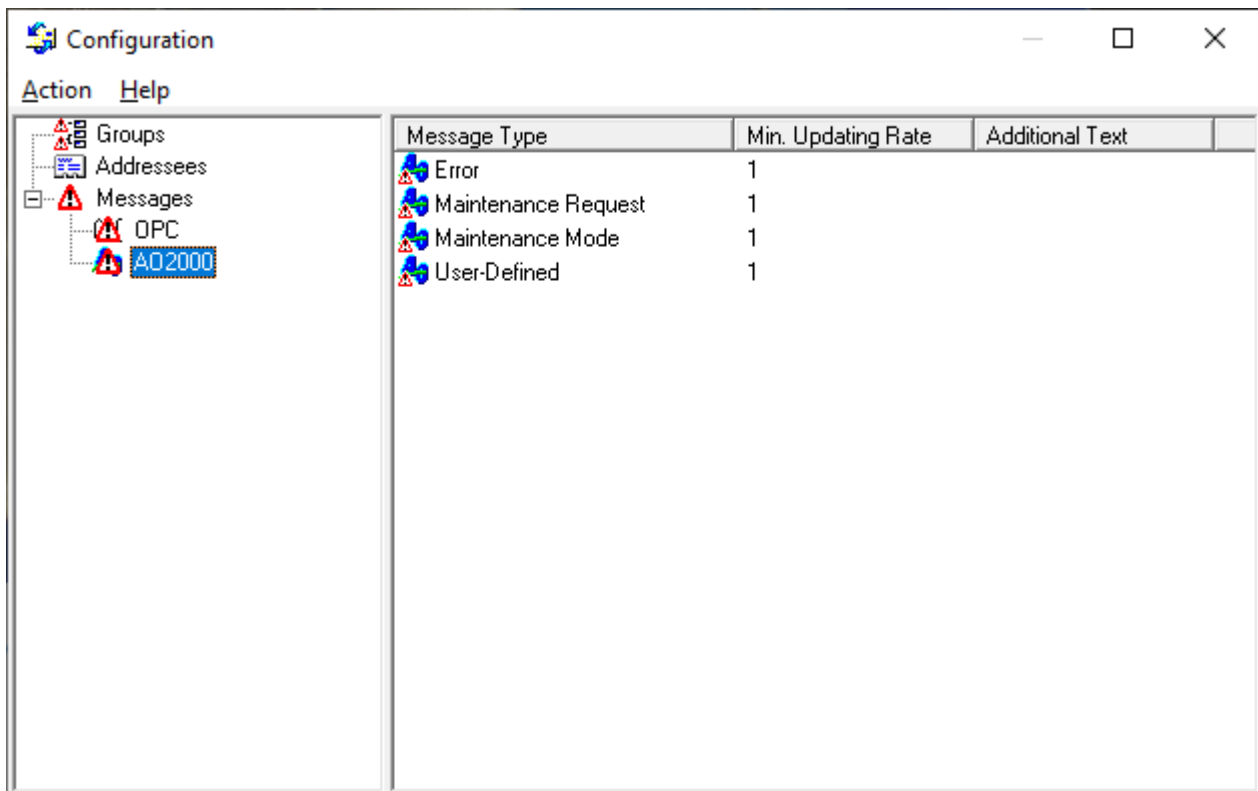 Configuration
Action Help
Groups
Addressees
Messages
OPC
AO2000
Message Type Min. Updating Rate Additional Text
Error 1
Maintenance Request 1
Maintenance Mode 1
User-Defined 1